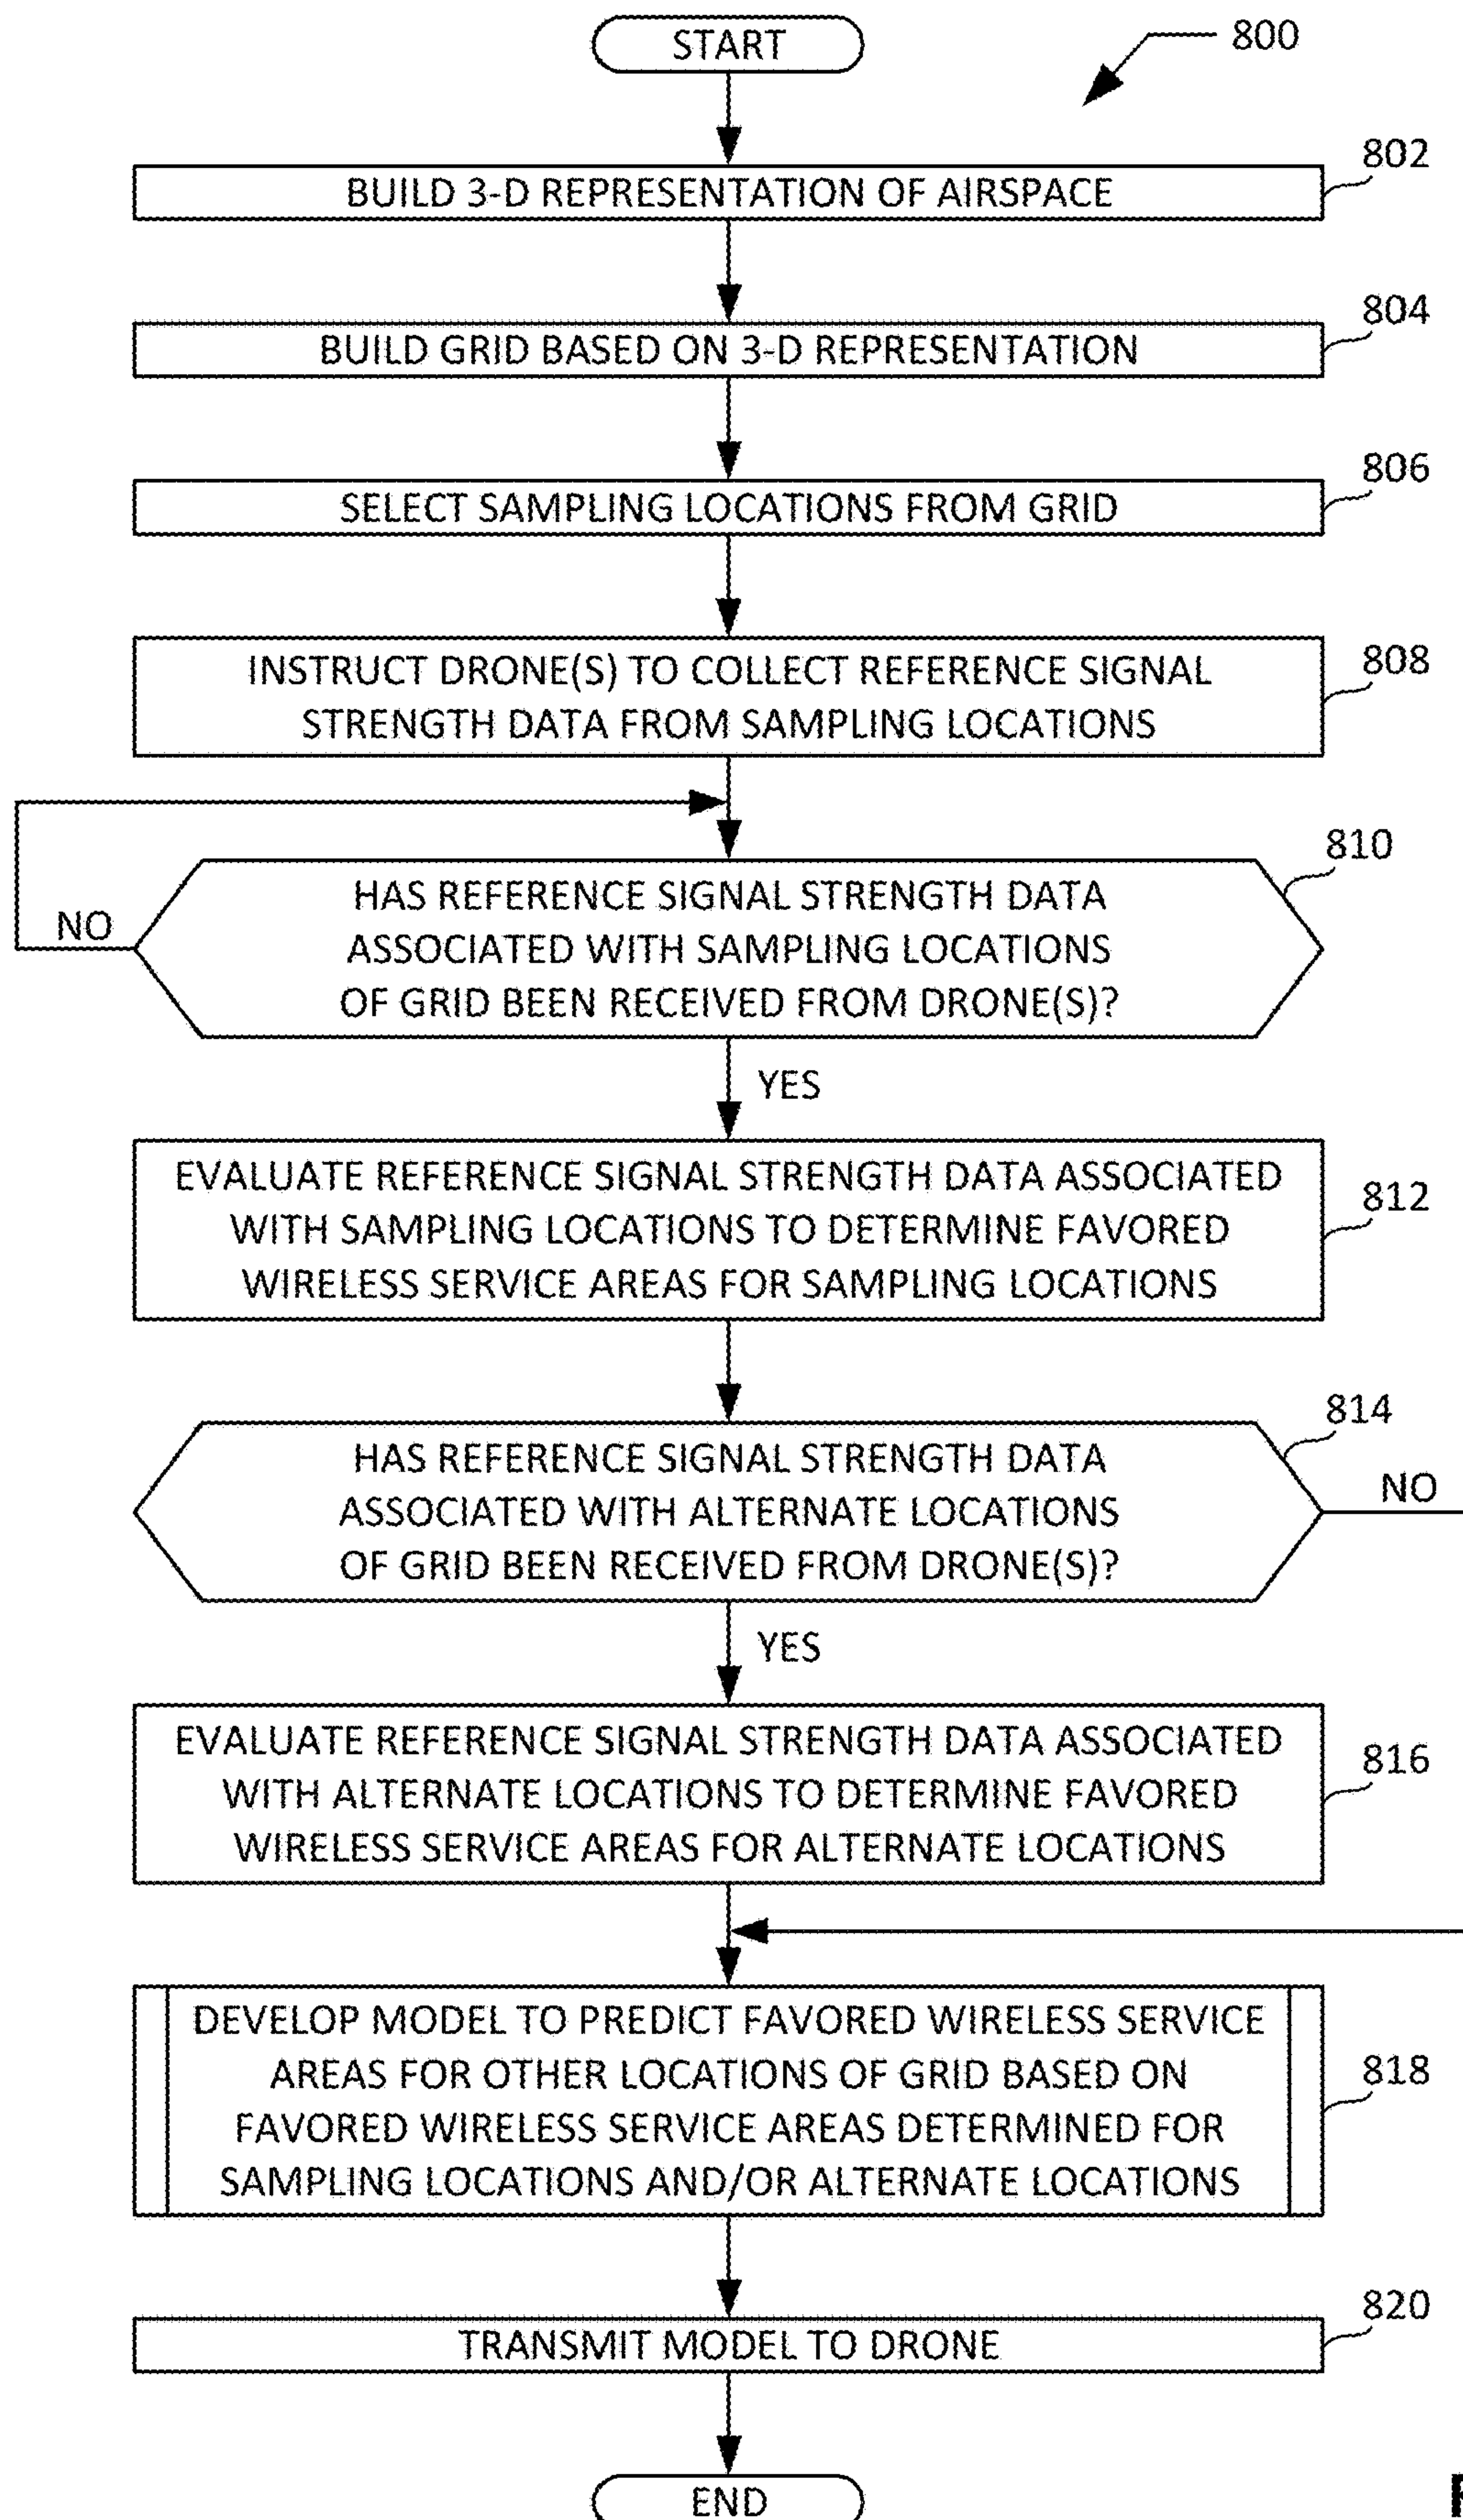 START
800
802
BUILD 3-D REPRESENTATION OF AIRSPACE
804
BUILD GRID BASED ON 3-D REPRESENTATION
806
SELECT SAMPLING LOCATIONS FROM GRID
808
INSTRUCT DRONE(S) TO COLLECT REFERENCE SIGNAL
STRENGTH DATA FROM SAMPLING LOCATIONS
810
HAS REFERENCE SIGNAL STRENGTH DATA
ASSOCIATED WITH SAMPLING LOCATIONS
OF GRID BEEN RECEIVED FROM DRONE(S)?
NO
YES
812
EVALUATE REFERENCE SIGNAL STRENGTH DATA ASSOCIATED
WITH SAMPLING LOCATIONS TO DETERMINE FAVORED
WIRELESS SERVICE AREAS FOR SAMPLING LOCATIONS
814
HAS REFERENCE SIGNAL STRENGTH DATA
ASSOCIATED WITH ALTERNATE LOCATIONS
OF GRID BEEN RECEIVED FROM DRONE(S)?
NO
YES
816
EVALUATE REFERENCE SIGNAL STRENGTH DATA ASSOCIATED
WITH ALTERNATE LOCATIONS TO DETERMINE FAVORED
WIRELESS SERVICE AREAS FOR ALTERNATE LOCATIONS
818
DEVELOP MODEL TO PREDICT FAVORED WIRELESS SERVICE
AREAS FOR OTHER LOCATIONS OF GRID BASED ON
FAVORED WIRELESS SERVICE AREAS DETERMINED FOR
SAMPLING LOCATIONS AND/OR ALTERNATE LOCATIONS
820
TRANSMIT MODEL TO DRONE
END